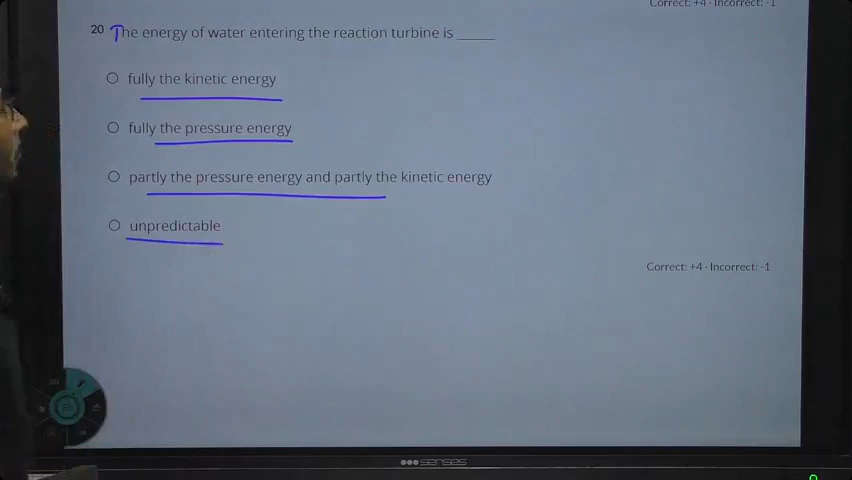 Correct: +4 - Incorrect: -1
20 The energy of water entering the reaction turbine is _____
fully the kinetic energy
fully the pressure energy
partly the pressure energy and partly the kinetic energy
unpredictable
Correct: +4 - Incorrect: -1
senses